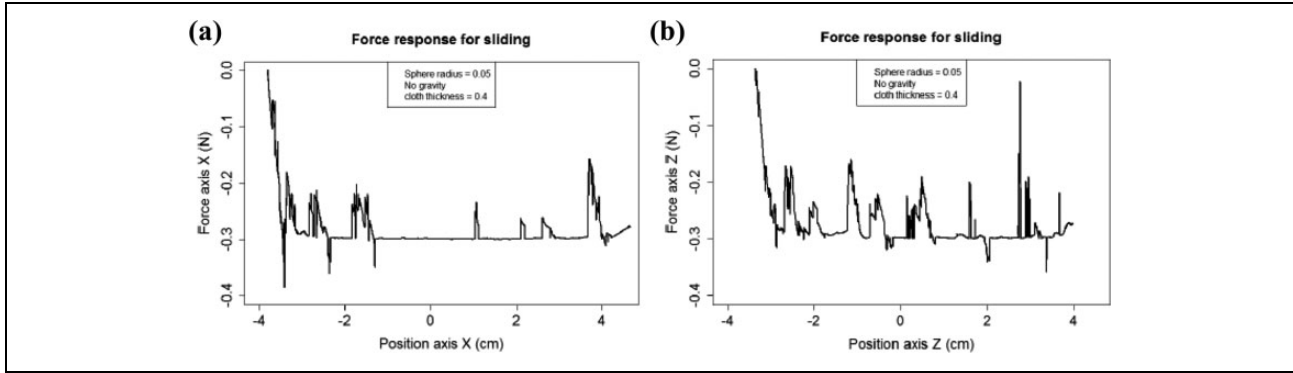 (a)
Force response for sliding
Sphere radius = 0.05
No gravity
cloth thickness = 0.4
Force axis X (N)
0.0
-0.1
-0.2
-0.3
-0.4
-4
-2
0
2
4
Position axis X (cm)
(b)
Force response for sliding
Sphere radius = 0.05
No gravity
cloth thickness = 0.4
Force axis Z (N)
0.0
-0.1
-0.2
-0.3
-0.4
-4
-2
0
2
4
Position axis Z (cm)